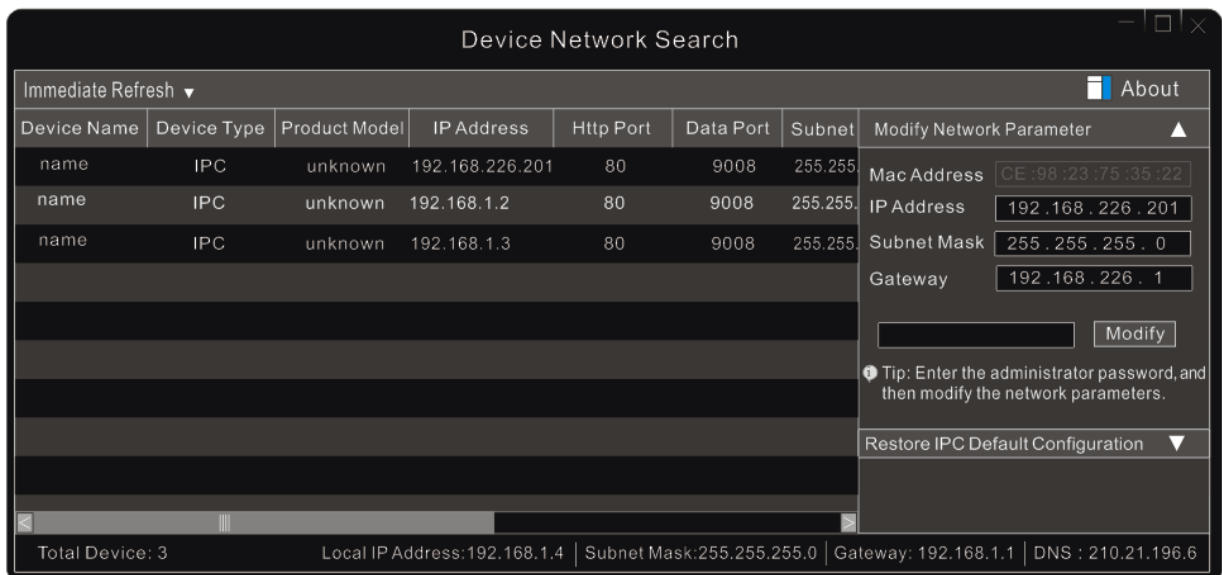 Device Network Search
Immediate Refresh ▼ About
Device Name Device Type Product Model IP Address Http Port Data Port Subnet
name IPC unknown 192.168.226.201 80 9008 255.255.
name IPC unknown 192.168.1.2 80 9008 255.255.
name IPC unknown 192.168.1.3 80 9008 255.255.
Modify Network Parameter ▲
Mac Address CE:98:23:75:35:22
IP Address 192.168.226.201
Subnet Mask 255.255.255.0
Gateway 192.168.226.1
Modify
Tip: Enter the administrator password, and
then modify the network parameters.
Restore IPC Default Configuration ▼
Total Device: 3 Local IP Address:192.168.1.4 Subnet Mask:255.255.255.0 Gateway: 192.168.1.1 DNS : 210.21.196.6